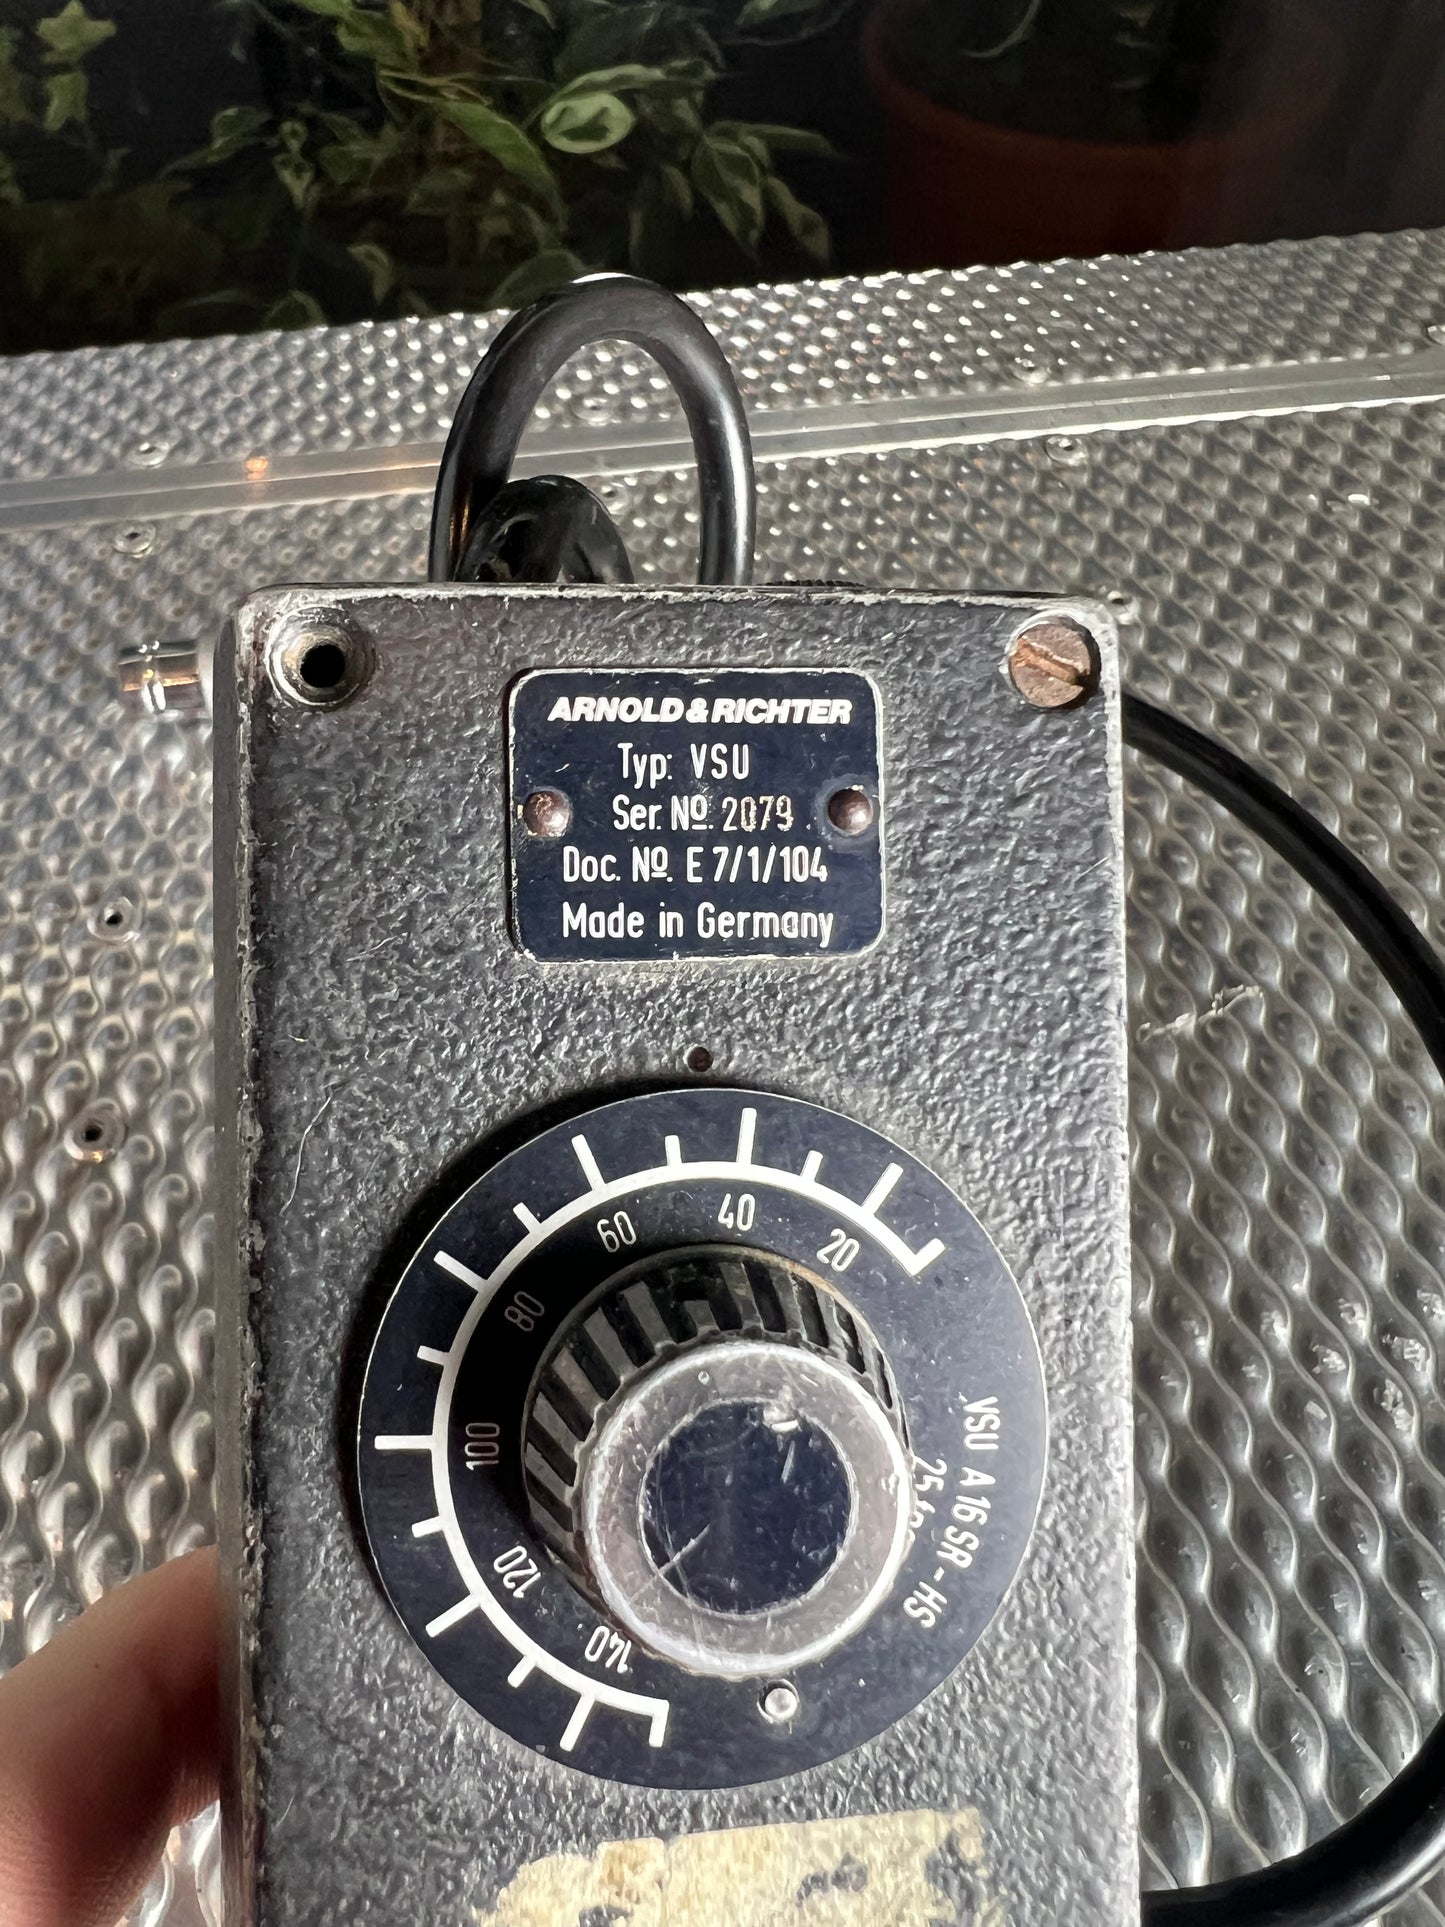 ARNOLD & RICHTER
Typ: VSU
Ser. Nº. 2079
Doc. Nº. E 7/1/104
Made in Germany
20
40
60
80
100
120
140
VSU A 16 SR - HS
25